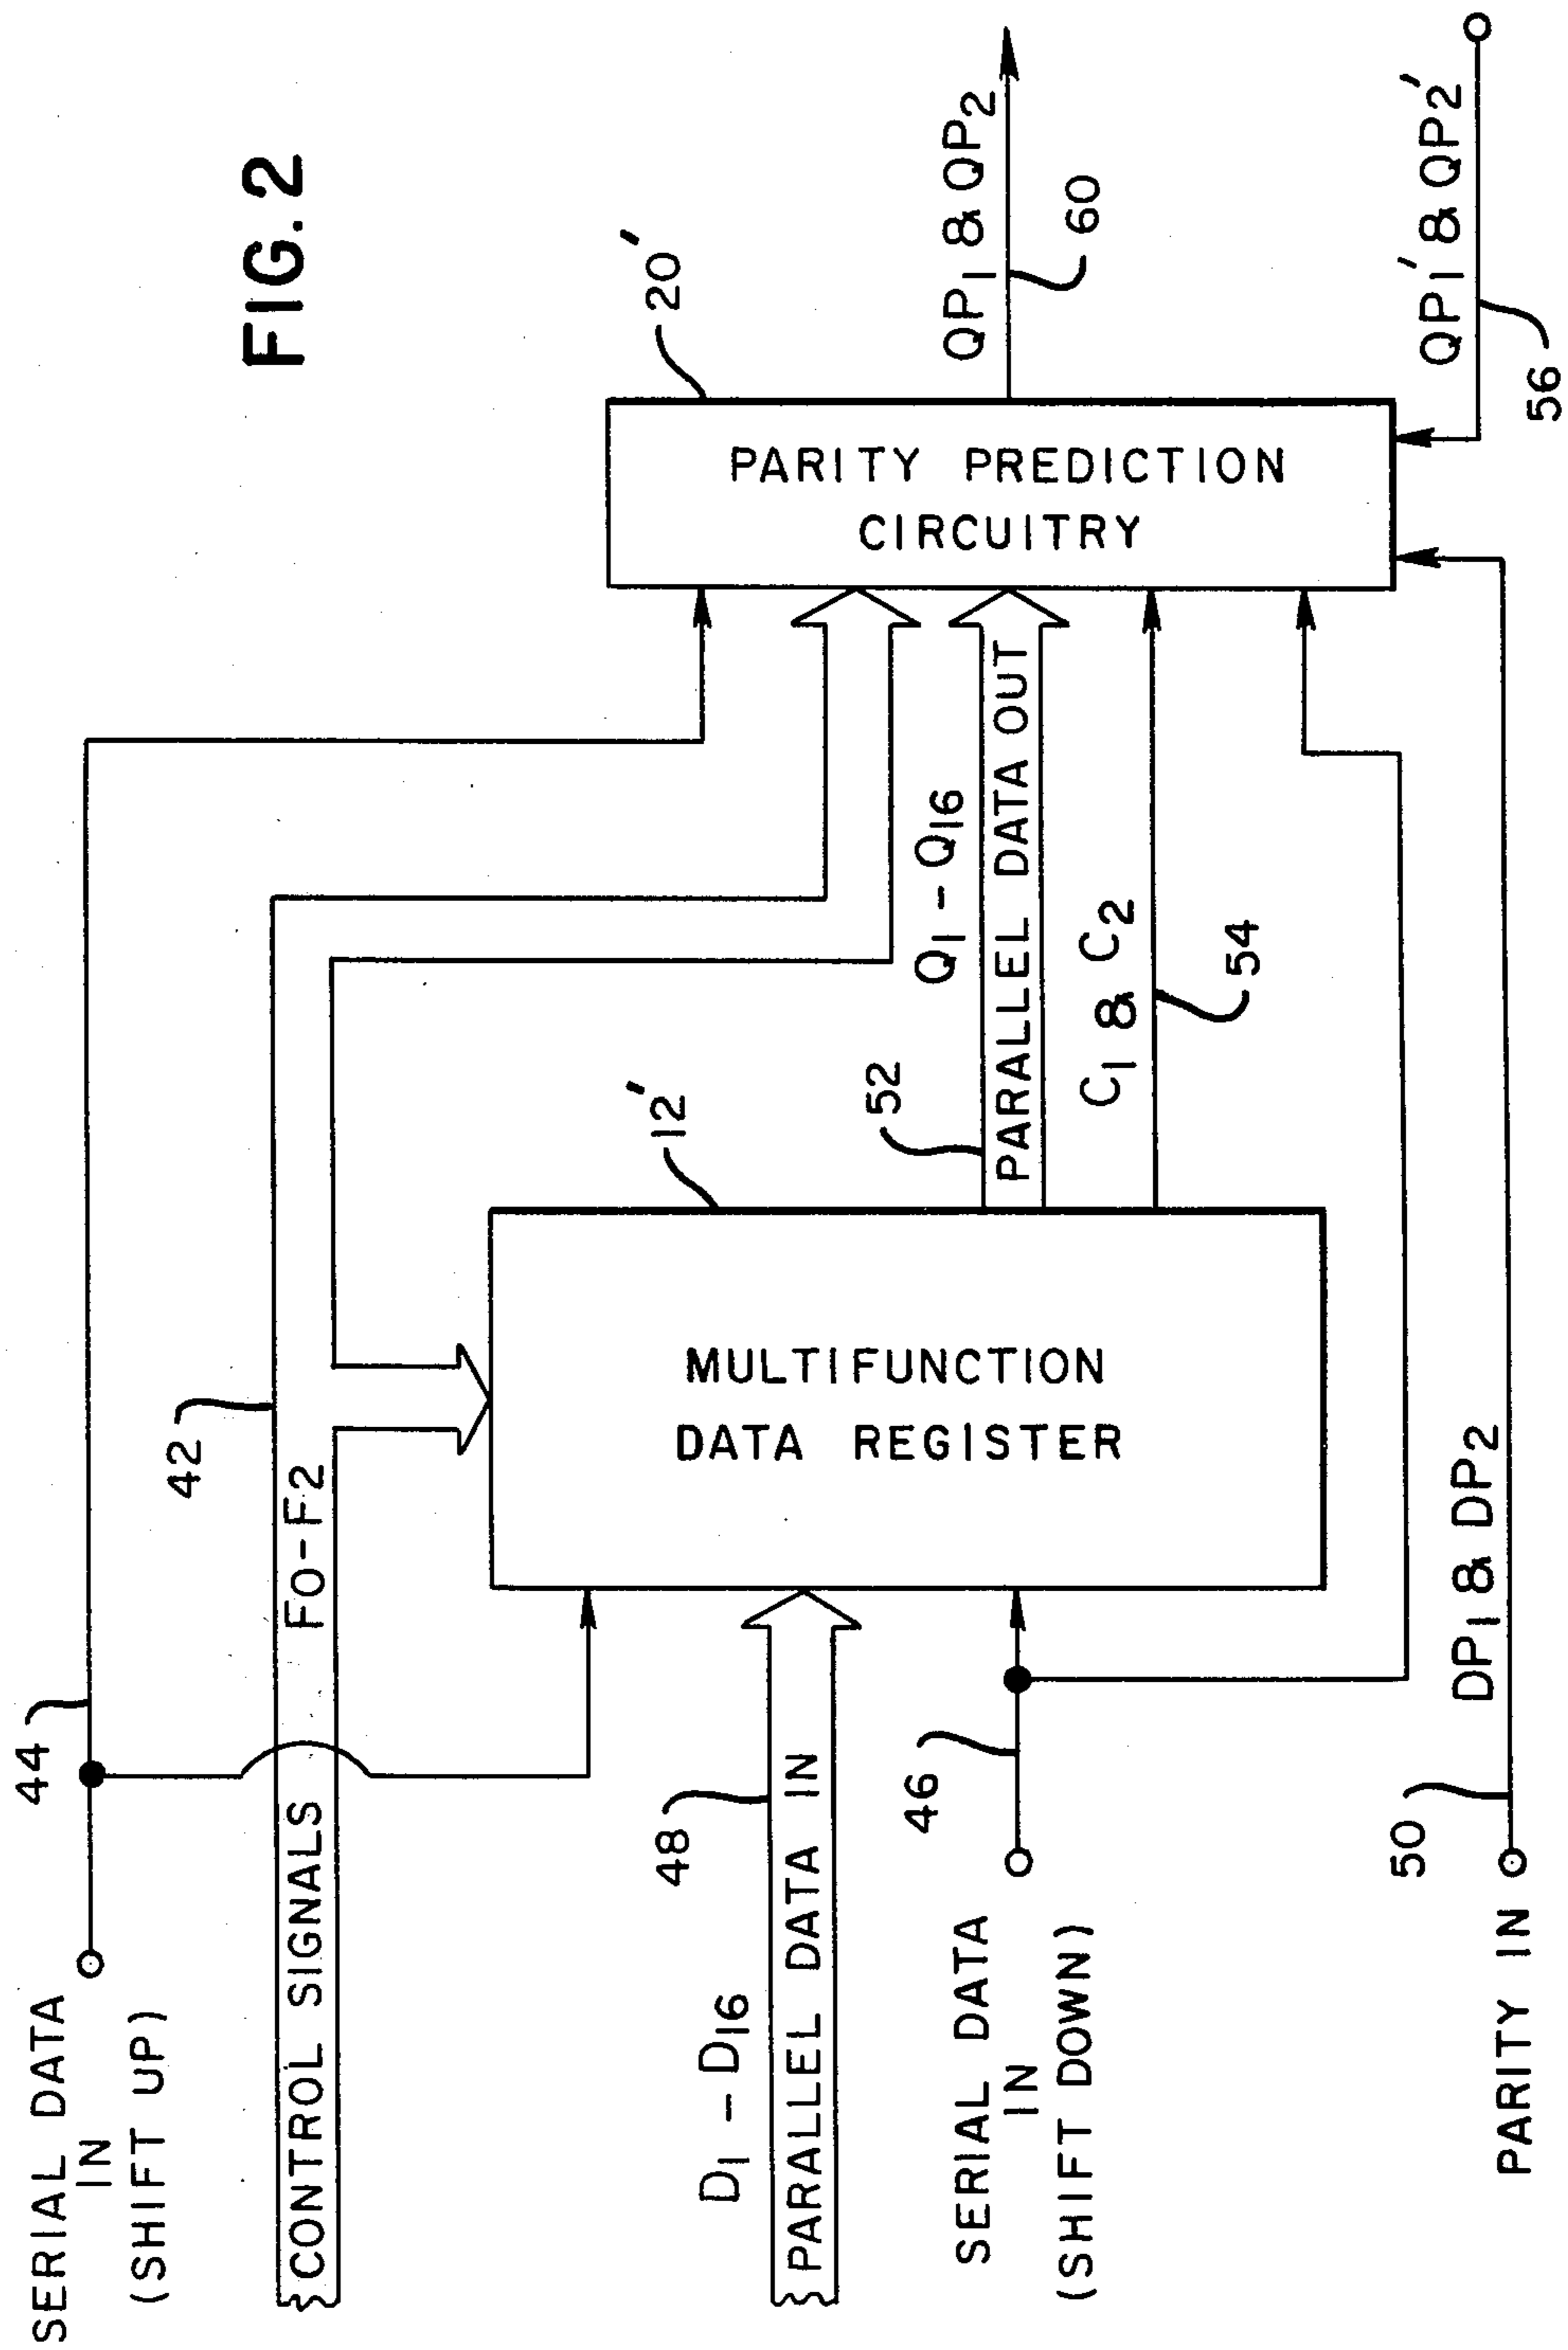 FIG. 2
SERIAL DATA
IN
(SHIFT UP)
44
CONTROL SIGNALS F0-F2
42
D1 - D16
PARALLEL DATA IN
48
SERIAL DATA
IN
(SHIFT DOWN)
46
PARITY IN
50
DP1 & DP2
MULTIFUNCTION
DATA REGISTER
12'
52
Q1 - Q16
PARALLEL DATA OUT
C1 & C2
54
PARITY PREDICTION
CIRCUITRY
20'
QP1 & QP2
60
QP1' & QP2'
56